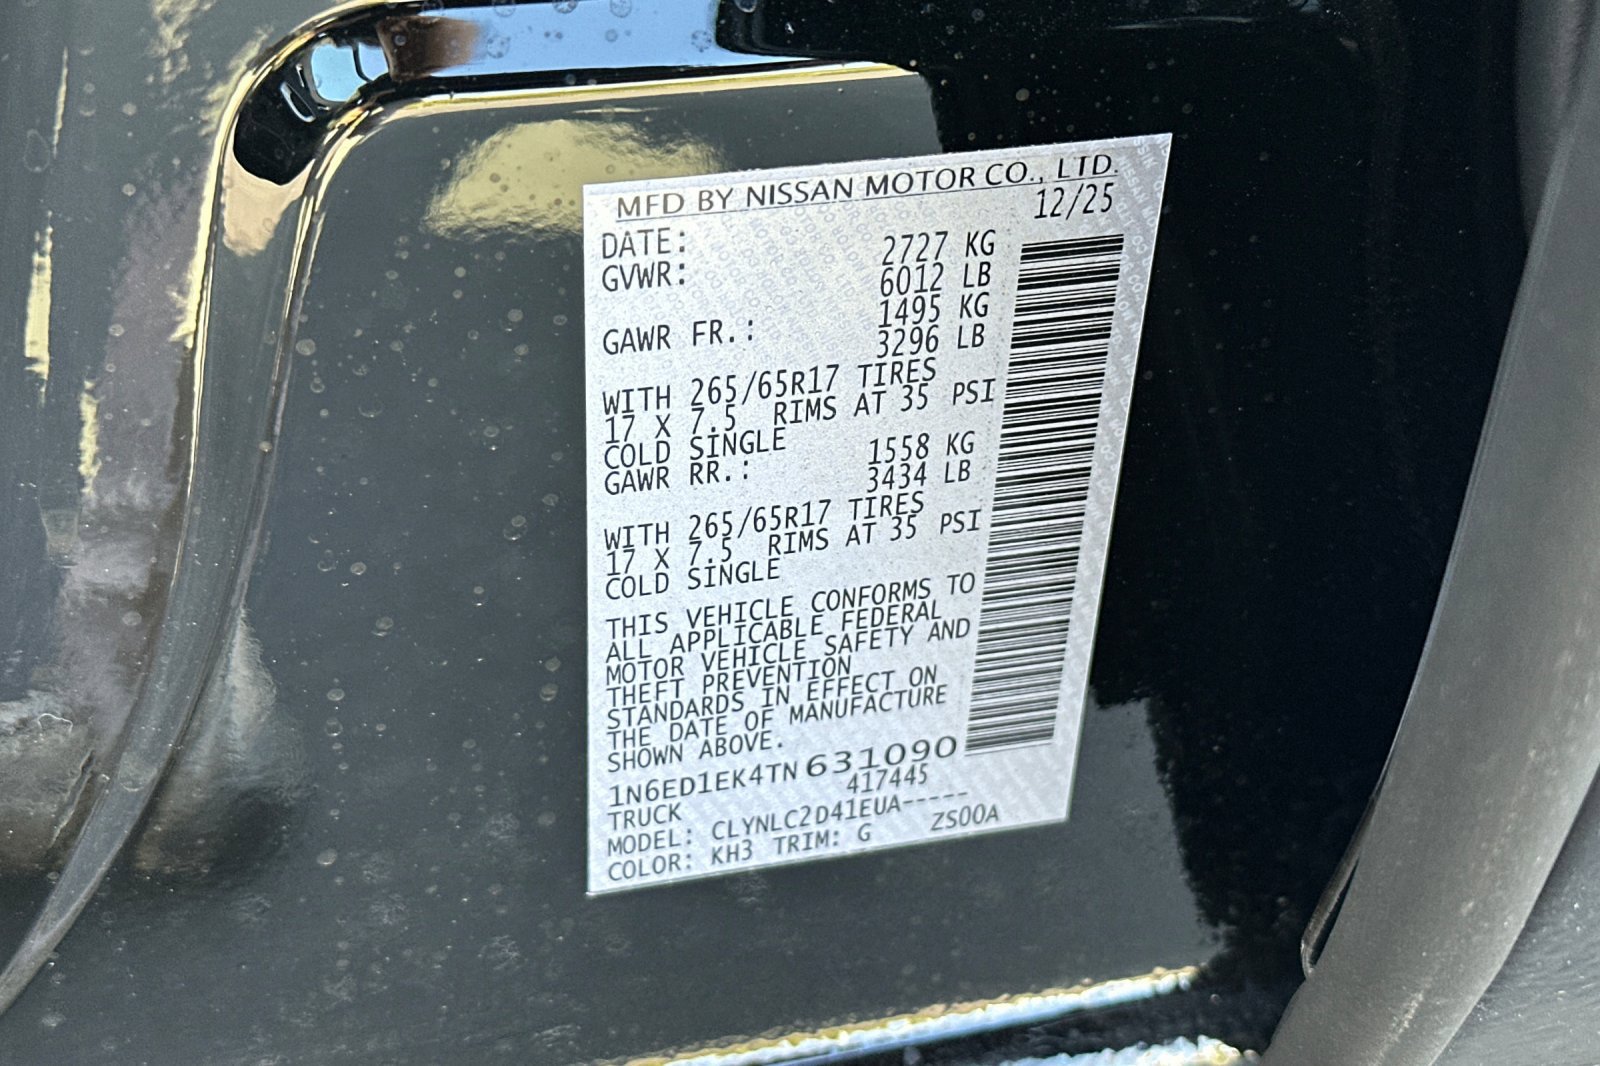 MFD BY NISSAN MOTOR CO., LTD.
DATE: 12/25
GVWR: 2727 KG
6012 LB
GAWR FR.: 1495 KG
3296 LB
WITH 265/65R17 TIRES
17 X 7.5 RIMS AT 35 PSI
COLD SINGLE
GAWR RR.: 1558 KG
3434 LB
WITH 265/65R17 TIRES
17 X 7.5 RIMS AT 35 PSI
COLD SINGLE
THIS VEHICLE CONFORMS TO
ALL APPLICABLE FEDERAL
MOTOR VEHICLE SAFETY AND
THEFT PREVENTION
STANDARDS IN EFFECT ON
THE DATE OF MANUFACTURE
SHOWN ABOVE.
1N6ED1EK4TN631090
TRUCK 417445
MODEL: CLYNLC2D41EUA-----
COLOR: KH3 TRIM: G ZS00A